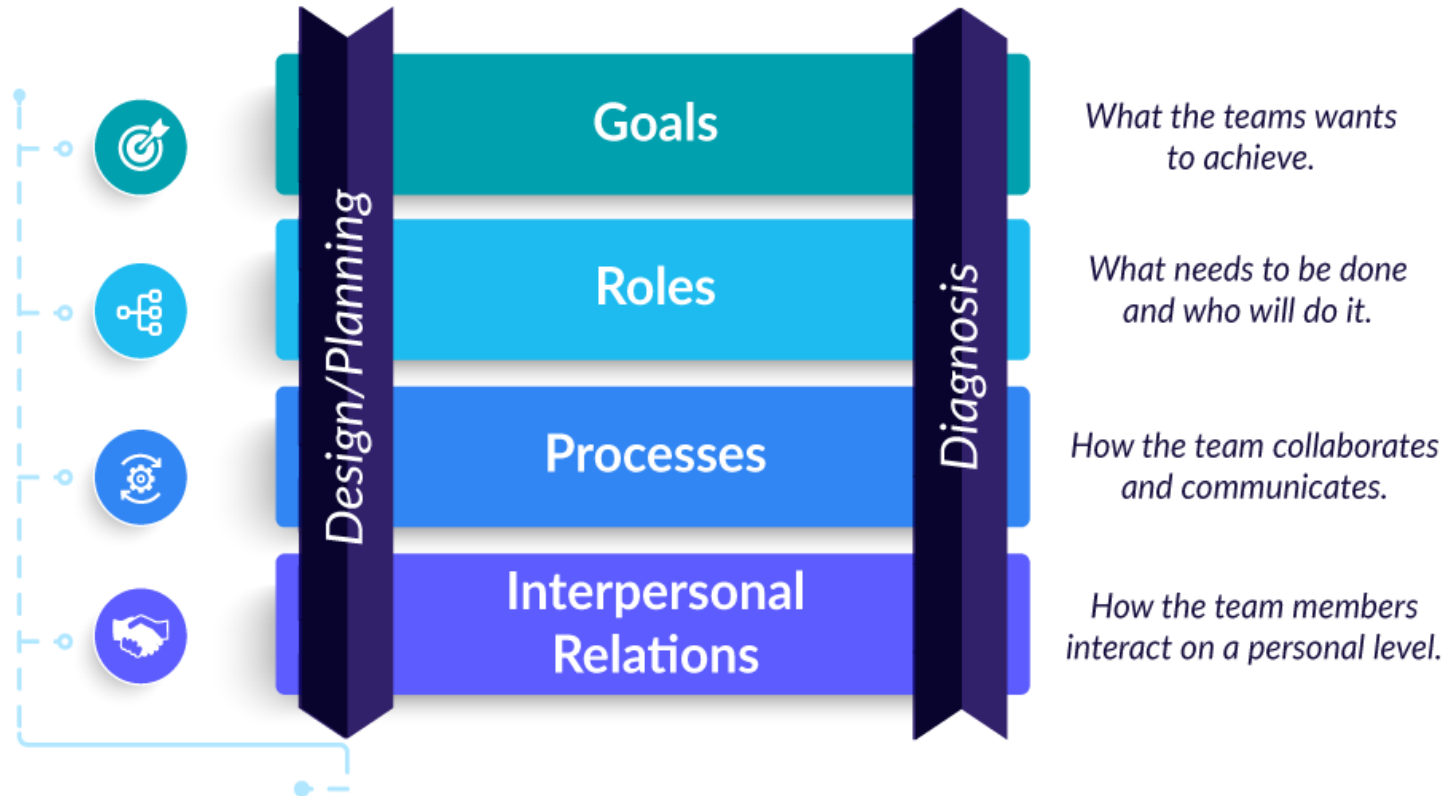 Goals
What the teams wants
to achieve.
Roles
What needs to be done
and who will do it.
Processes
How the team collaborates
and communicates.
Interpersonal
Relations
How the team members
interact on a personal level.
Design/Planning
Diagnosis